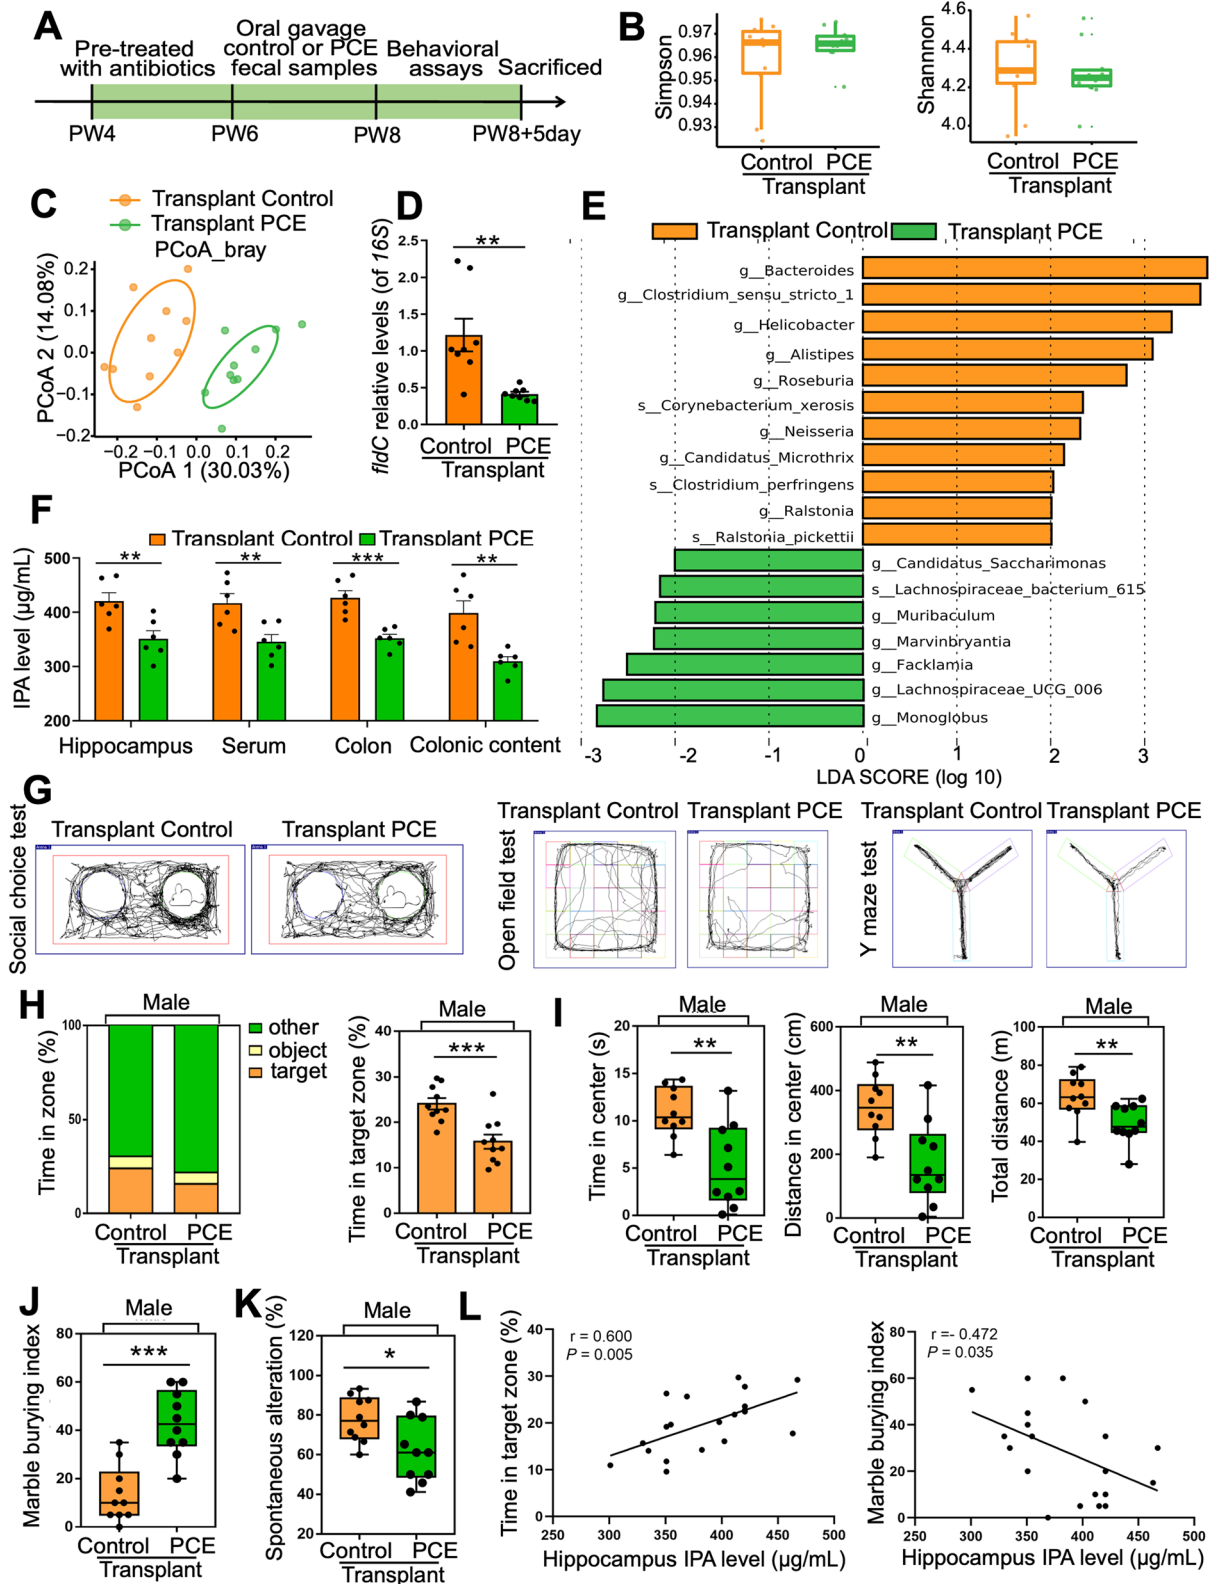 A
Pre-treated
with antibiotics
Oral gavage
control or PCE
fecal samples
Behavioral
assays
Sacrificed
PW4
PW6
PW8
PW8+5day
B
Simpson
0.97
0.96
0.95
0.94
0.93
Control PCE
Transplant
Shannnon
4.6
4.4
4.2
4.0
Control PCE
Transplant
C
Transplant Control
Transplant PCE
PCoA_bray
PCoA 2 (14.08%)
0.2
0.1
0.0
−0.1
−0.2
−0.2 −0.1 0.0 0.1 0.2
PCoA 1 (30.03%)
D
fldC relative levels (of 16S)
2.5
2.0
1.5
1.0
0.5
0.0
**
Control PCE
Transplant
E
Transplant Control
Transplant PCE
g__Bacteroides
g__Clostridium_sensu_stricto_1
g__Helicobacter
g__Alistipes
g__Roseburia
s__Corynebacterium_xerosis
g__Neisseria
g__Candidatus_Microthrix
s__Clostridium_perfringens
g__Ralstonia
s__Ralstonia_pickettii
g__Candidatus_Saccharimonas
s__Lachnospiraceae_bacterium_615
g__Muribaculum
g__Marvinbryantia
g__Facklamia
g__Lachnospiraceae_UCG_006
g__Monoglobus
-3 -2 -1 0 1 2 3
LDA SCORE (log 10)
F
Transplant Control
Transplant PCE
IPA level (μg/mL)
500
400
300
200
** ** *** **
Hippocampus Serum Colon Colonic content
G
Social choice test
Transplant Control
Transplant PCE
Open field test
Transplant Control
Transplant PCE
Y maze test
Transplant Control
Transplant PCE
H
Time in zone (%)
Male
100
50
0
other
object
target
Control PCE
Transplant
Time in target zone (%)
Male
40
30
20
10
0
***
Control PCE
Transplant
I
Time in center (s)
Male
20
15
10
5
0
**
Control PCE
Transplant
Distance in center (cm)
Male
600
400
200
0
**
Control PCE
Transplant
Total distance (m)
Male
100
80
60
40
20
0
**
Control PCE
Transplant
J
Marble burying index
Male
80
60
40
20
0
***
Control PCE
Transplant
K
Spontaneous alteration (%)
Male
120
100
80
60
40
20
*
Control PCE
Transplant
L
Time in target zone (%)
40
30
20
10
0
r = 0.600
P = 0.005
250 300 350 400 450 500
Hippocampus IPA level (μg/mL)
Marble burying index
80
60
40
20
0
r =- 0.472
P = 0.035
250 300 350 400 450 500
Hippocampus IPA level (μg/mL)